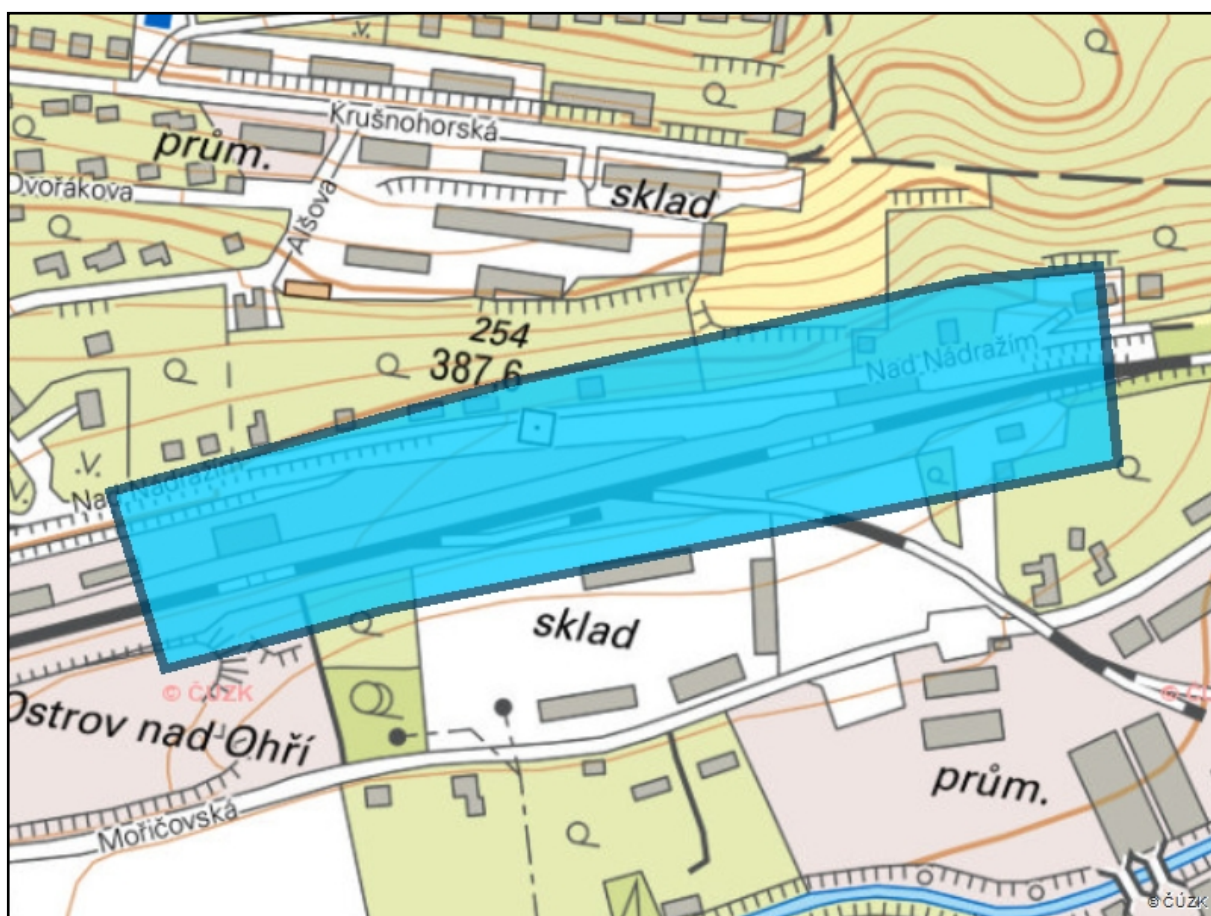 .V.
Krušnohorská
prům.
sklad
Dvořákova
Alšova
254
387,6
Nad Nádražím
.V.
V.
Nad Nádražím
sklad
© ČÚZK
Ostrov nad Ohří
prům.
Mořičovská
© ČÚZK